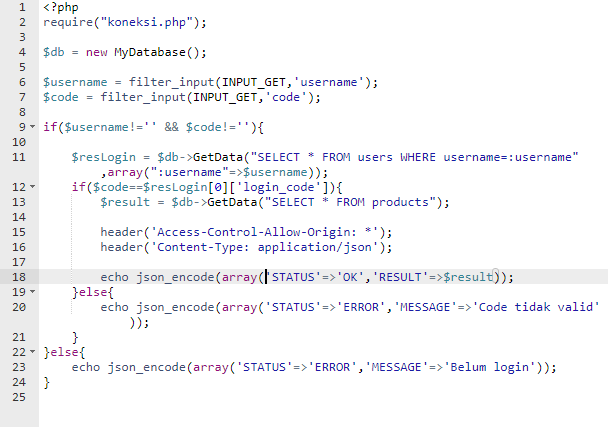 1 <?php
2 require("koneksi.php");
3
4 $db = new MyDatabase();
5
6 $username = filter_input(INPUT_GET,'username');
7 $code = filter_input(INPUT_GET,'code');
8
9 if($username!='' && $code!=''){
10
11 $resLogin = $db->GetData("SELECT * FROM users WHERE username=:username"
,array(":username"=>$username));
12 if($code==$resLogin[0]['login_code']){
13 $result = $db->GetData("SELECT * FROM products");
14
15 header('Access-Control-Allow-Origin: *');
16 header('Content-Type: application/json');
17
18 echo json_encode(array('STATUS'=>'OK','RESULT'=>$result));
19 }else{
20 echo json_encode(array('STATUS'=>'ERROR','MESSAGE'=>'Code tidak valid'
));
21 }
22 }else{
23 echo json_encode(array('STATUS'=>'ERROR','MESSAGE'=>'Belum login'));
24 }
25